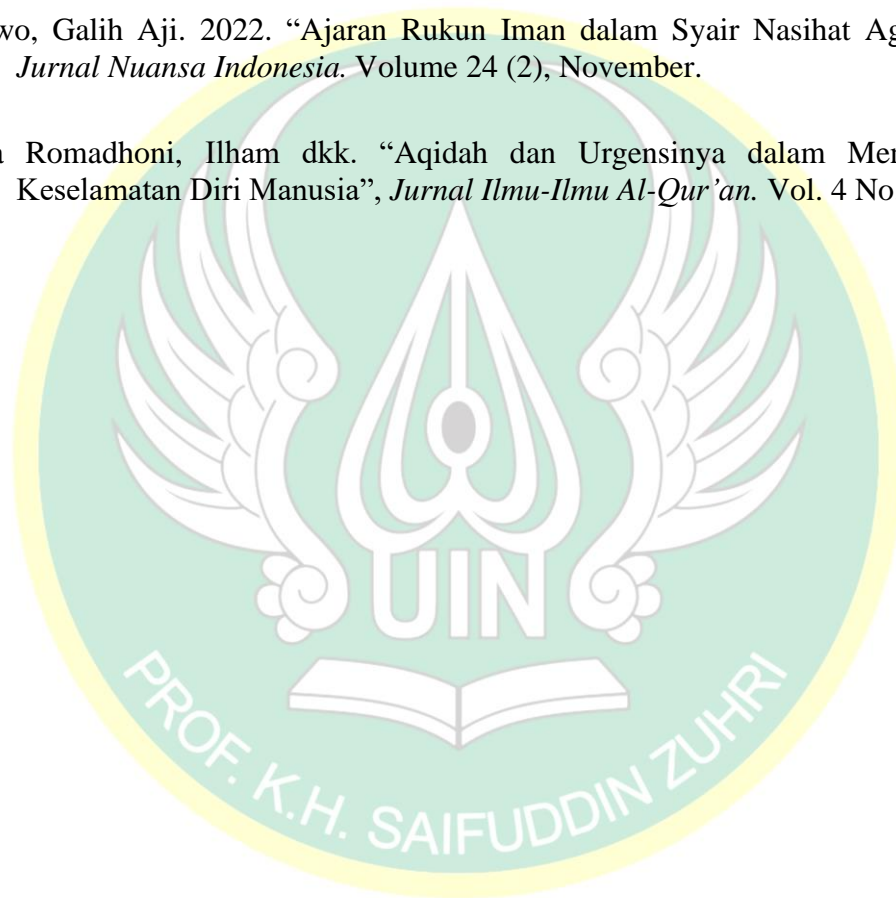 wo, Galih Aji. 2022. “Ajaran Rukun Iman dalam Syair Nasihat Ag
Jurnal Nuansa Indonesia. Volume 24 (2), November.
a Romadhoni, Ilham dkk. “Aqidah dan Urgensinya dalam Mer
Keselamatan Diri Manusia”, Jurnal Ilmu-Ilmu Al-Qur’an. Vol. 4 No
UIN
PROF. K.H. SAIFUDDIN ZUHRI